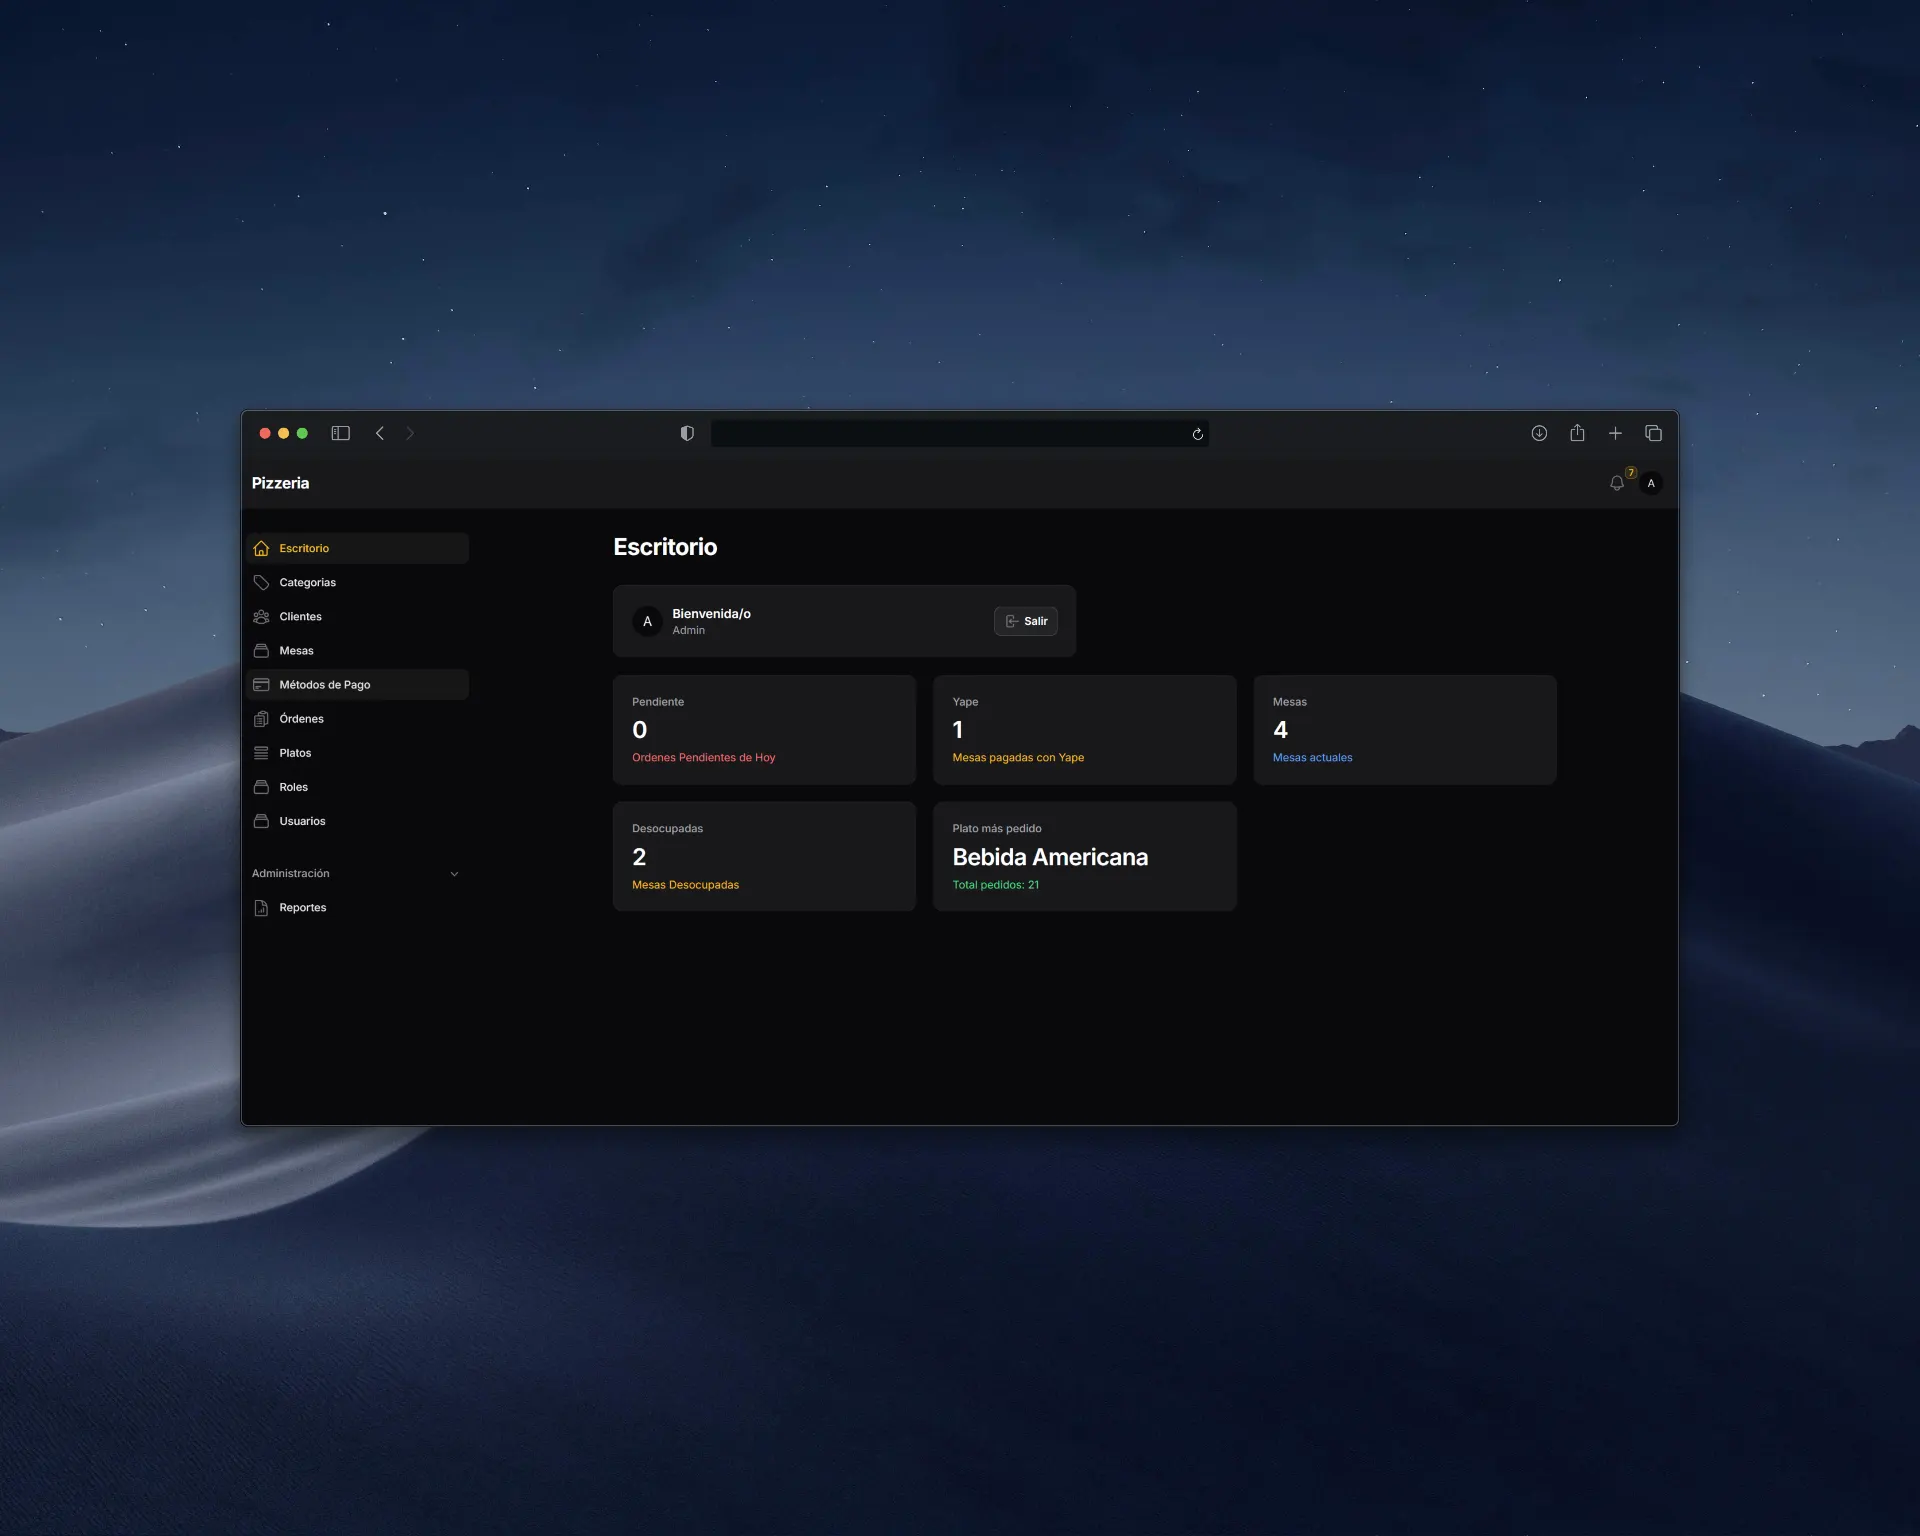 Pizzeria
7
A
Escritorio
Categorias
Clientes
Mesas
Métodos de Pago
Órdenes
Platos
Roles
Usuarios
Administración
Reportes
Escritorio
A
Bienvenida/o
Admin
Salir
Pendiente
0
Ordenes Pendientes de Hoy
Yape
1
Mesas pagadas con Yape
Mesas
4
Mesas actuales
Desocupadas
2
Mesas Desocupadas
Plato más pedido
Bebida Americana
Total pedidos: 21